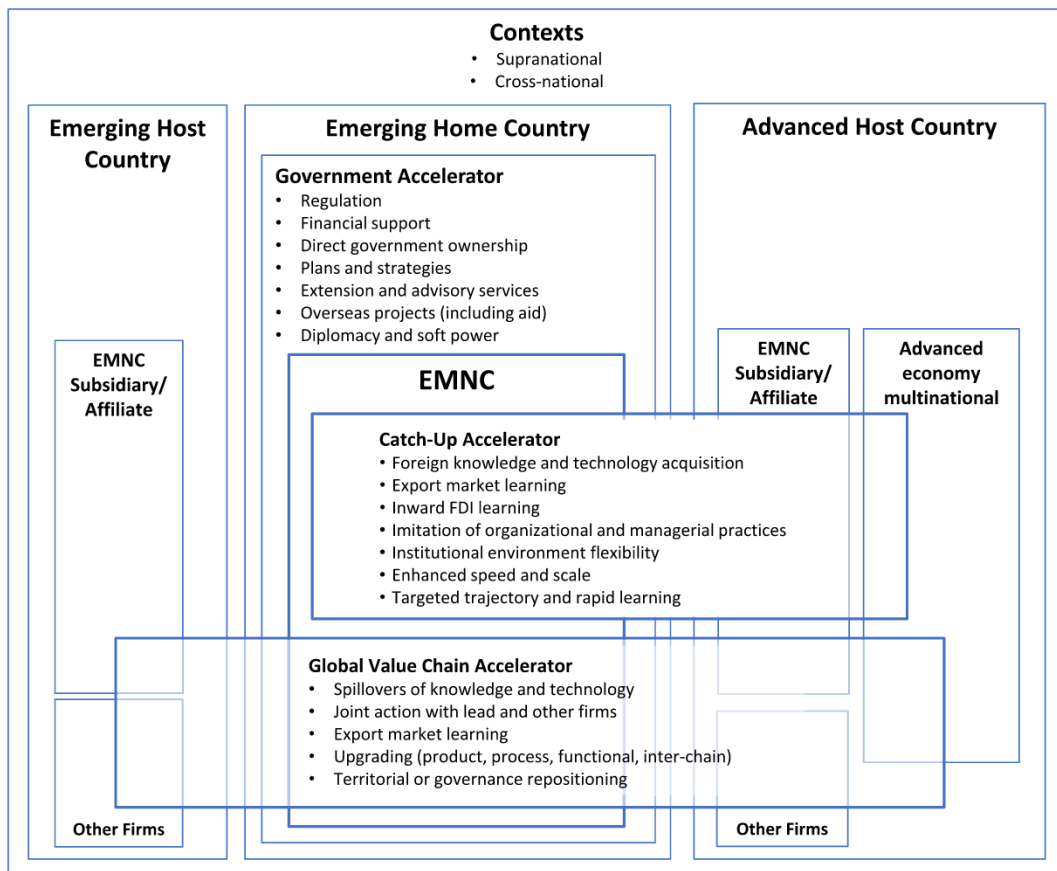 Contexts
• Supranational
• Cross-national
Emerging Host
Country
Emerging Home Country
Advanced Host Country
Government Accelerator
• Regulation
• Financial support
• Direct government ownership
• Plans and strategies
• Extension and advisory services
• Overseas projects (including aid)
• Diplomacy and soft power
EMNC
Subsidiary/
Affiliate
EMNC
EMNC
Subsidiary/
Affiliate
Advanced
economy
multinational
Catch-Up Accelerator
• Foreign knowledge and technology acquisition
• Export market learning
• Inward FDI learning
• Imitation of organizational and managerial practices
• Institutional environment flexibility
• Enhanced speed and scale
• Targeted trajectory and rapid learning
Global Value Chain Accelerator
• Spillovers of knowledge and technology
• Joint action with lead and other firms
• Export market learning
• Upgrading (product, process, functional, inter-chain)
• Territorial or governance repositioning
Other Firms
Other Firms